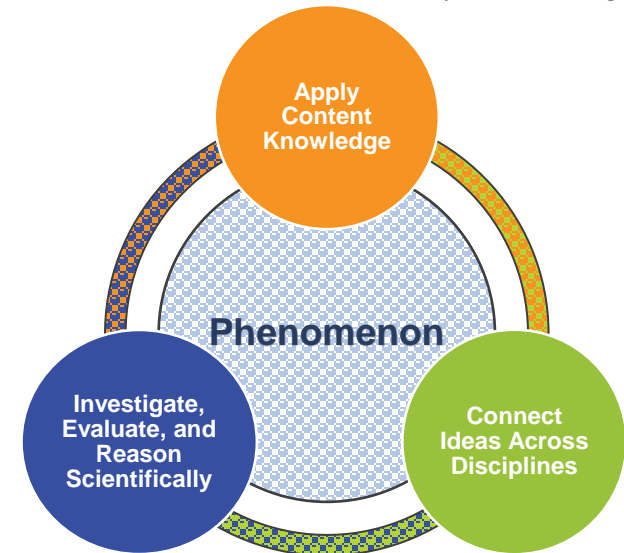 Apply
Content
Knowledge
Phenomenon
Investigate,
Evaluate, and
Reason
Scientifically
Connect
Ideas Across
Disciplines